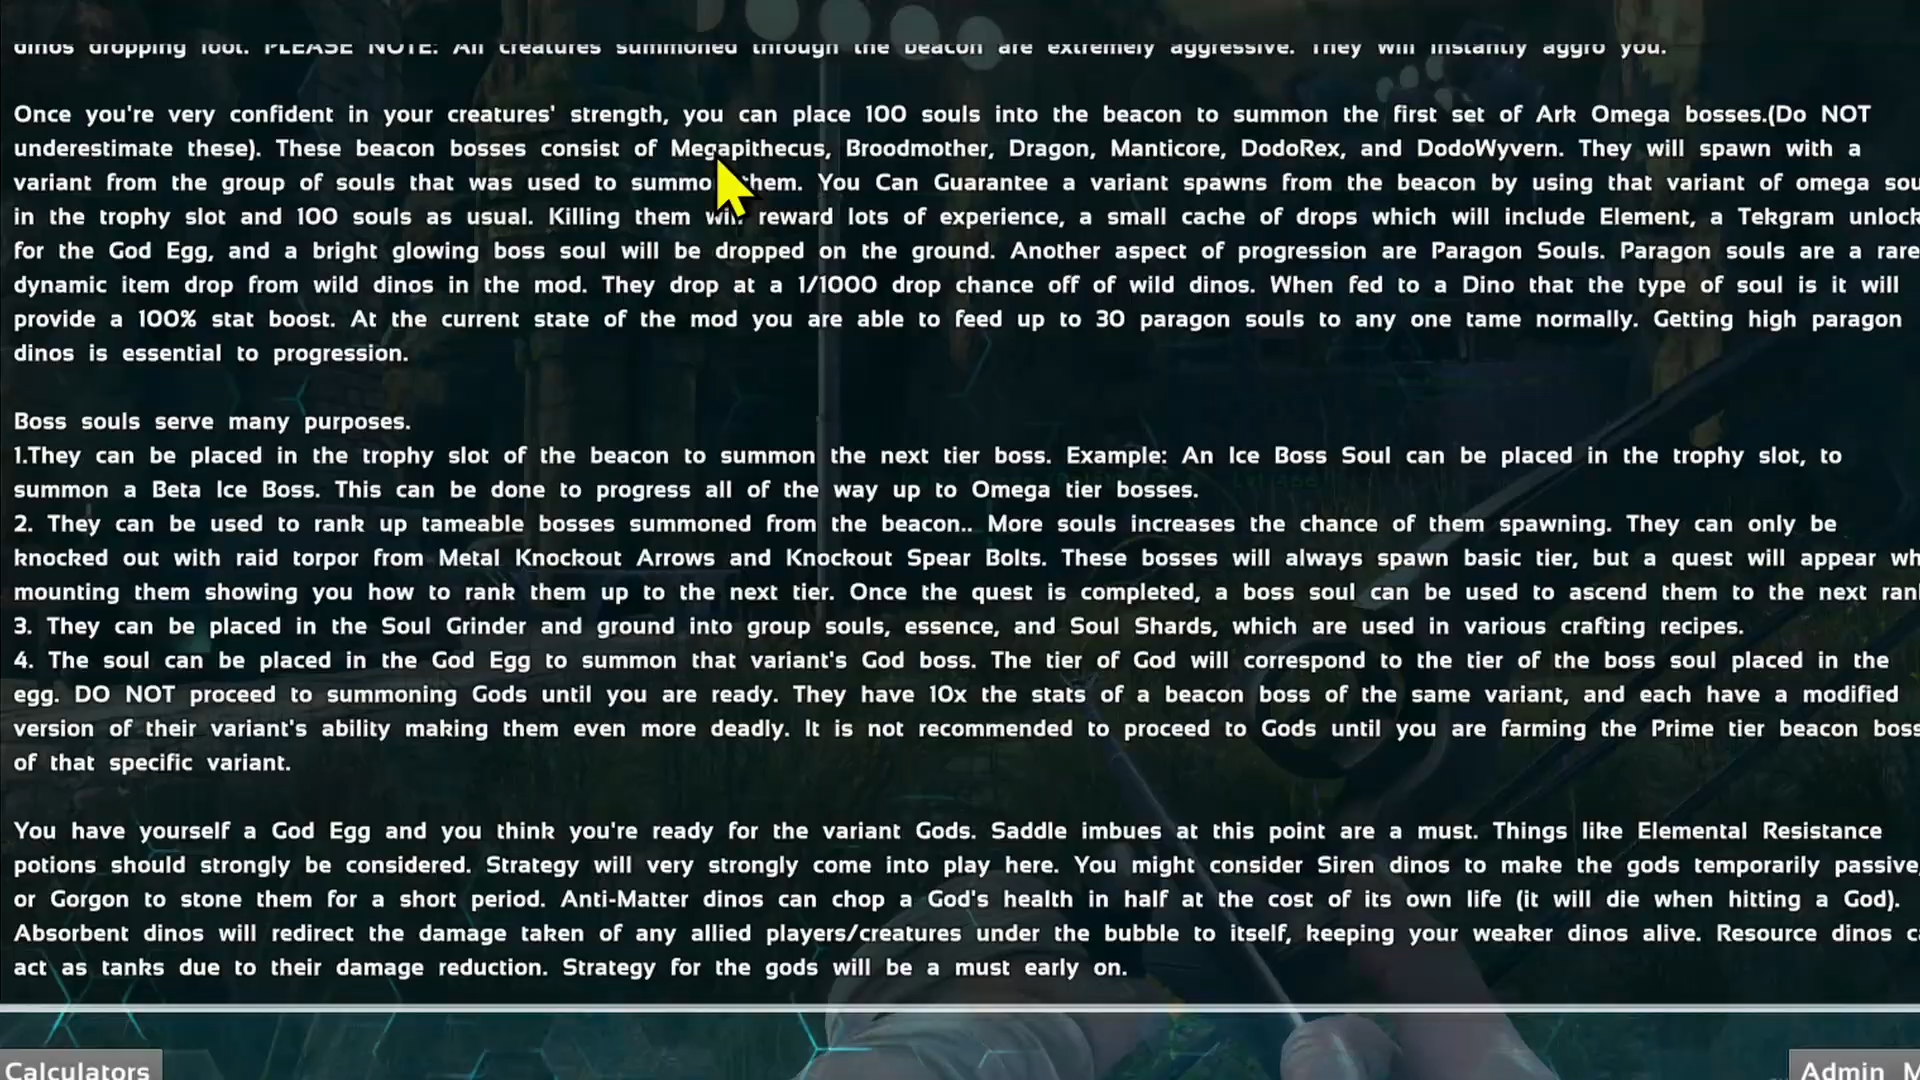 dinos dropping loot. PLEASE NOTE: All creatures summoned through the beacon are extremely aggressive. They will instantly aggro you.
Once you're very confident in your creatures' strength, you can place 100 souls into the beacon to summon the first set of Ark Omega bosses.(Do NOT
underestimate these). These beacon bosses consist of Megapithecus, Broodmother, Dragon, Manticore, DodoRex, and DodoWyvern. They will spawn with a
variant from the group of souls that was used to summon them. You Can Guarantee a variant spawns from the beacon by using that variant of omega sou
in the trophy slot and 100 souls as usual. Killing them will reward lots of experience, a small cache of drops which will include Element, a Tekgram unlock
for the God Egg, and a bright glowing boss soul will be dropped on the ground. Another aspect of progression are Paragon Souls. Paragon souls are a rare
dynamic item drop from wild dinos in the mod. They drop at a 1/1000 drop chance off of wild dinos. When fed to a Dino that the type of soul is it will
provide a 100% stat boost. At the current state of the mod you are able to feed up to 30 paragon souls to any one tame normally. Getting high paragon
dinos is essential to progression.
Boss souls serve many purposes.
1.They can be placed in the trophy slot of the beacon to summon the next tier boss. Example: An Ice Boss Soul can be placed in the trophy slot, to
summon a Beta Ice Boss. This can be done to progress all of the way up to Omega tier bosses.
2. They can be used to rank up tameable bosses summoned from the beacon.. More souls increases the chance of them spawning. They can only be
knocked out with raid torpor from Metal Knockout Arrows and Knockout Spear Bolts. These bosses will always spawn basic tier, but a quest will appear wh
mounting them showing you how to rank them up to the next tier. Once the quest is completed, a boss soul can be used to ascend them to the next rank
3. They can be placed in the Soul Grinder and ground into group souls, essence, and Soul Shards, which are used in various crafting recipes.
4. The soul can be placed in the God Egg to summon that variant's God boss. The tier of God will correspond to the tier of the boss soul placed in the
egg. DO NOT proceed to summoning Gods until you are ready. They have 10x the stats of a beacon boss of the same variant, and each have a modified
version of their variant's ability making them even more deadly. It is not recommended to proceed to Gods until you are farming the Prime tier beacon boss
of that specific variant.
You have yourself a God Egg and you think you're ready for the variant Gods. Saddle imbues at this point are a must. Things like Elemental Resistance
potions should strongly be considered. Strategy will very strongly come into play here. You might consider Siren dinos to make the gods temporarily passive,
or Gorgon to stone them for a short period. Anti-Matter dinos can chop a God's health in half at the cost of its own life (it will die when hitting a God).
Absorbent dinos will redirect the damage taken of any allied players/creatures under the bubble to itself, keeping your weaker dinos alive. Resource dinos ca
act as tanks due to their damage reduction. Strategy for the gods will be a must early on.
Calculators
Admin M